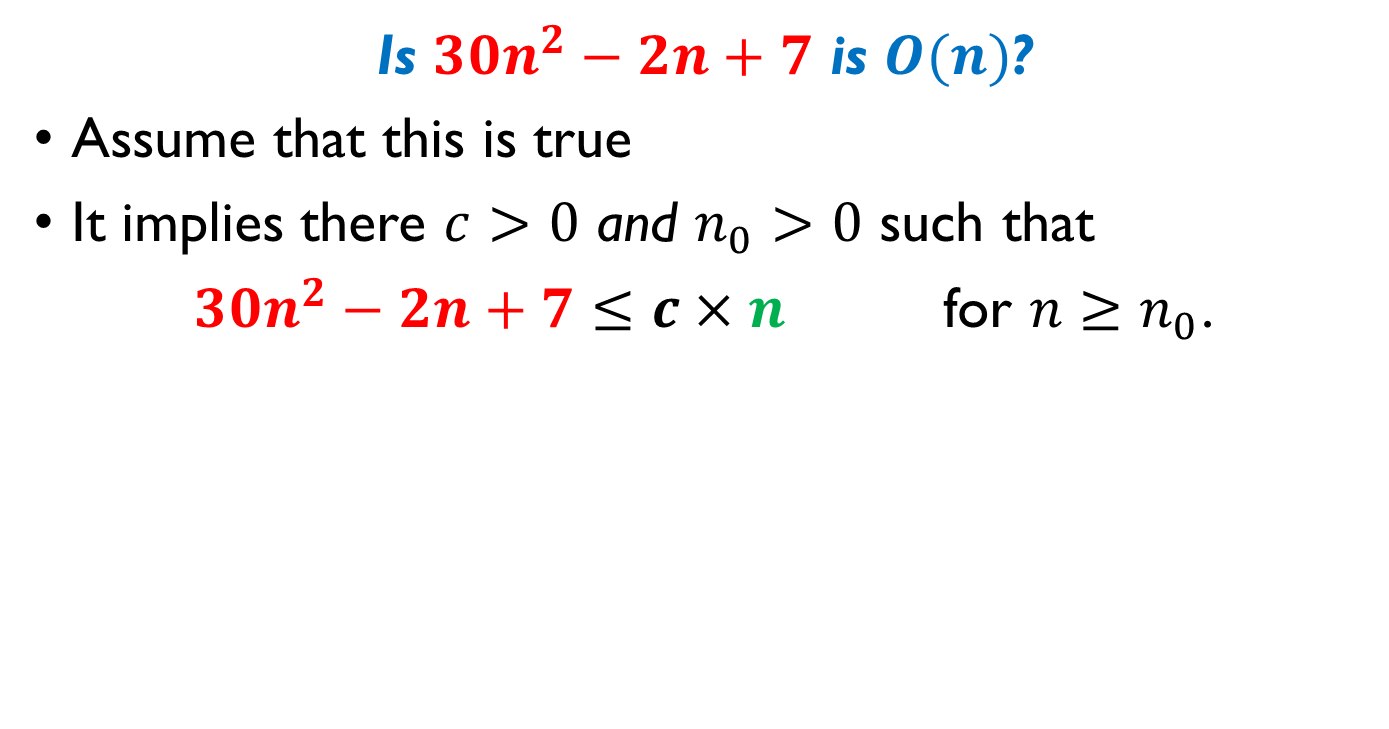 Is 30n² − 2n + 7 is O(n)?
• Assume that this is true
• It implies there c > 0 and n₀ > 0 such that
30n² − 2n + 7 ≤ c × n for n ≥ n₀.